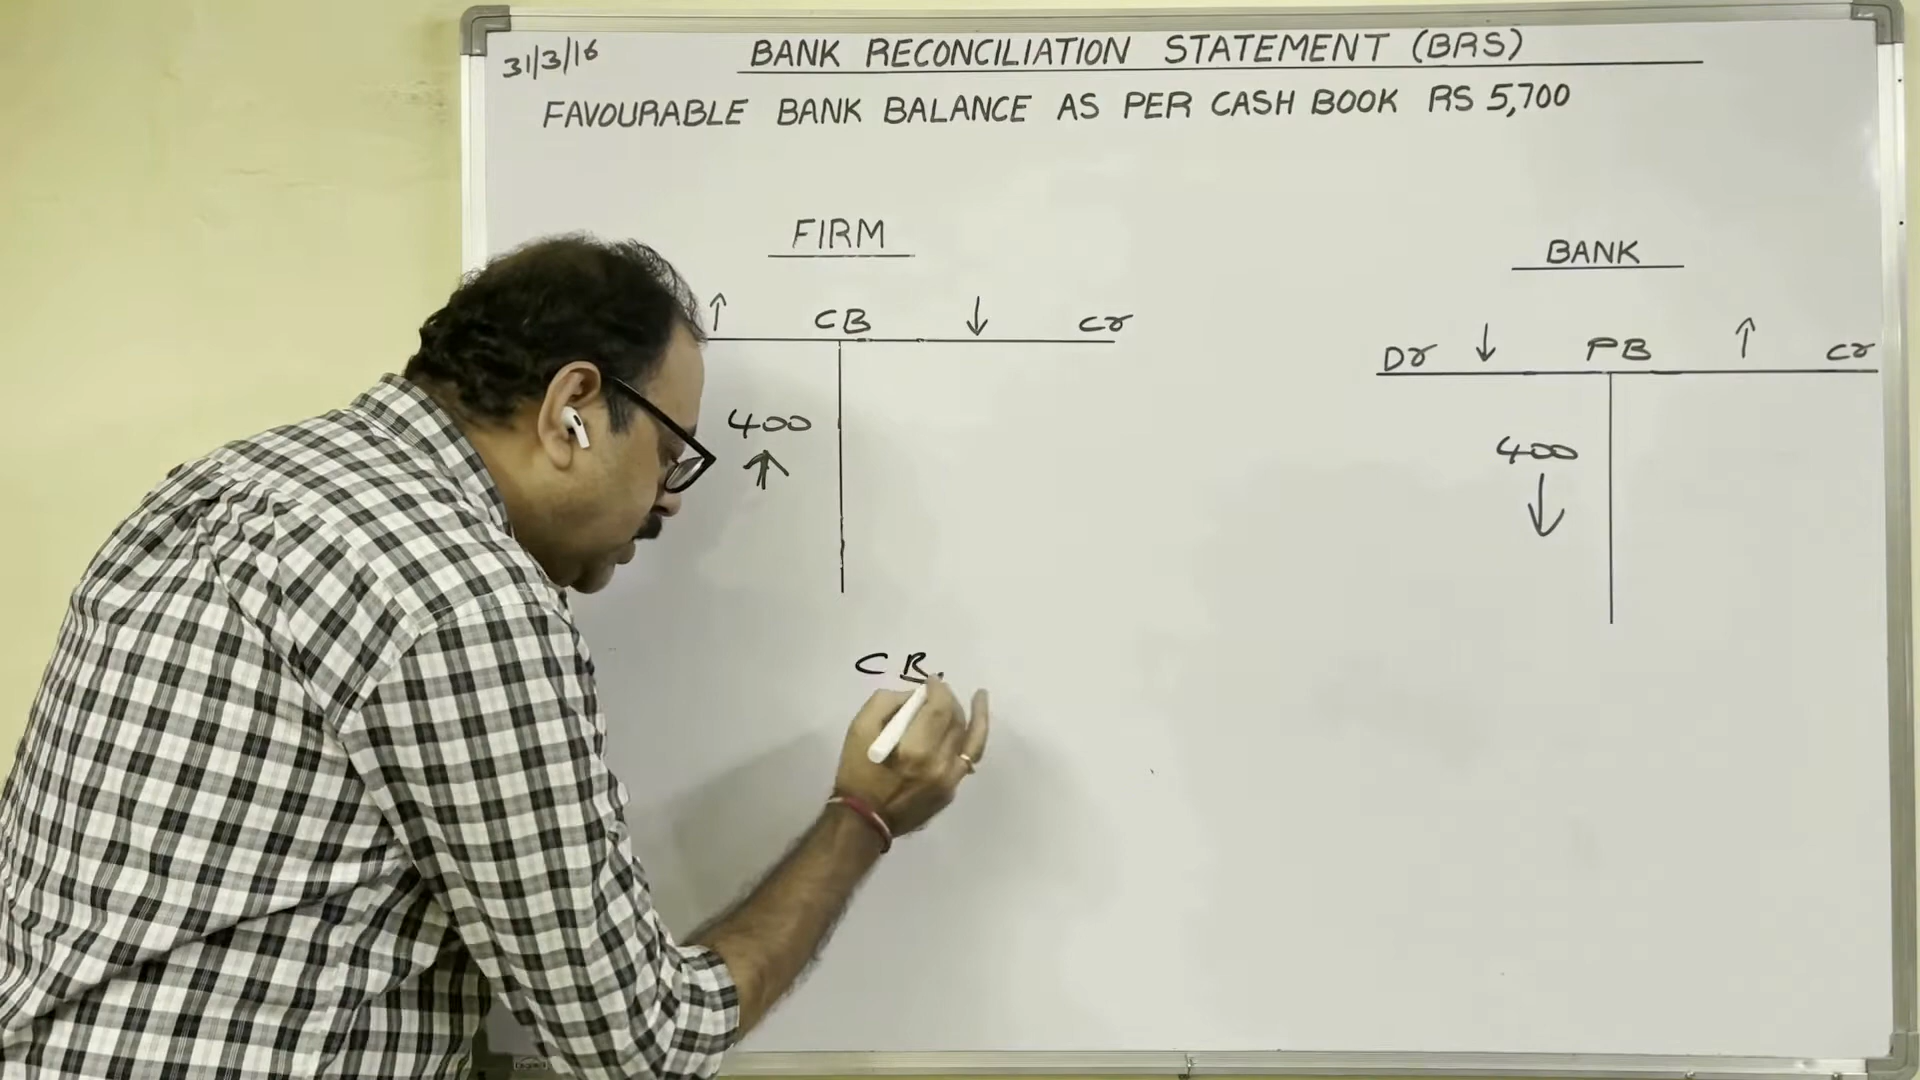 31/3/16
BANK RECONCILIATION STATEMENT (BRS)
FAVOURABLE BANK BALANCE AS PER CASH BOOK RS 5,700
FIRM
↑ CB ↓ Cr
400
↑
BANK
Dr ↓ PB ↑ Cr
400
↓
C